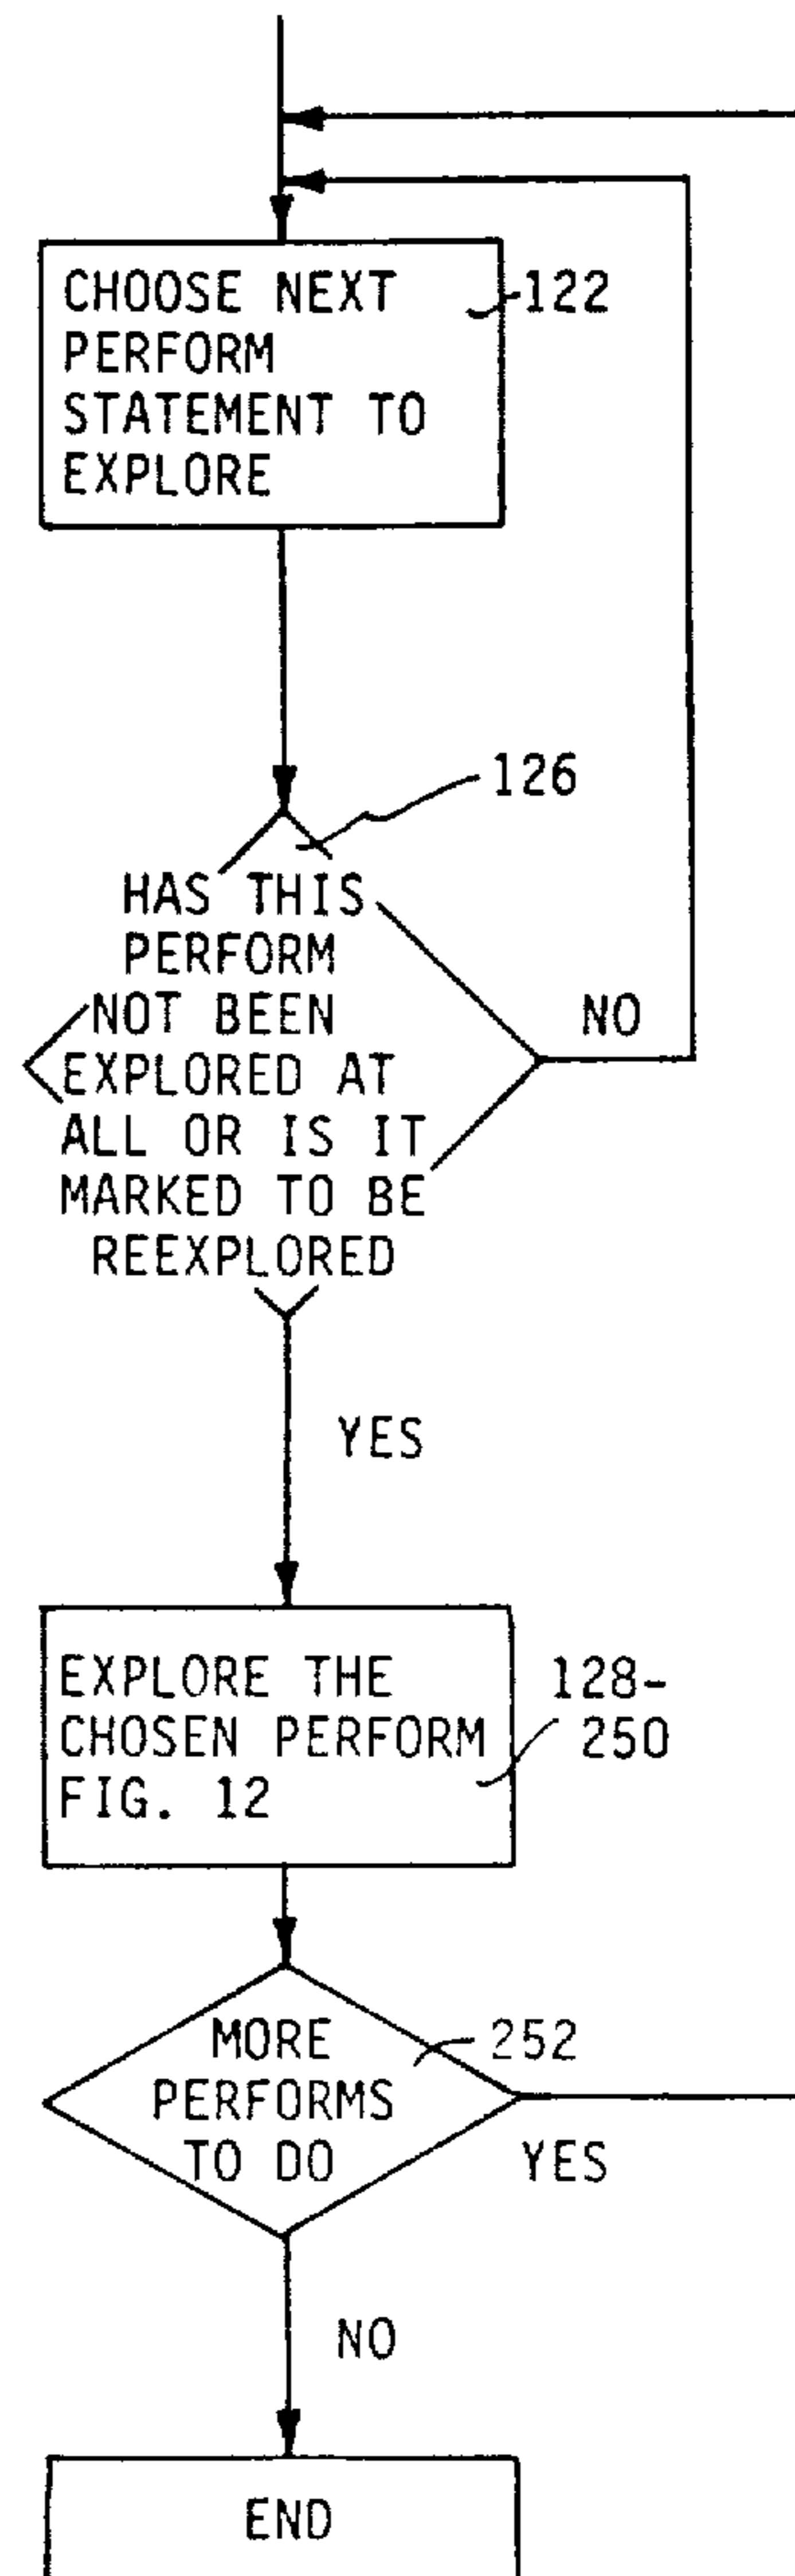 CHOOSE NEXT
PERFORM
STATEMENT TO
EXPLORE
122
126
HAS THIS
PERFORM
NOT BEEN
EXPLORED AT
ALL OR IS IT
MARKED TO BE
REEXPLORED
NO
YES
EXPLORE THE
CHOSEN PERFORM
FIG. 12
128-
250
MORE
PERFORMS
TO DO
252
YES
NO
END